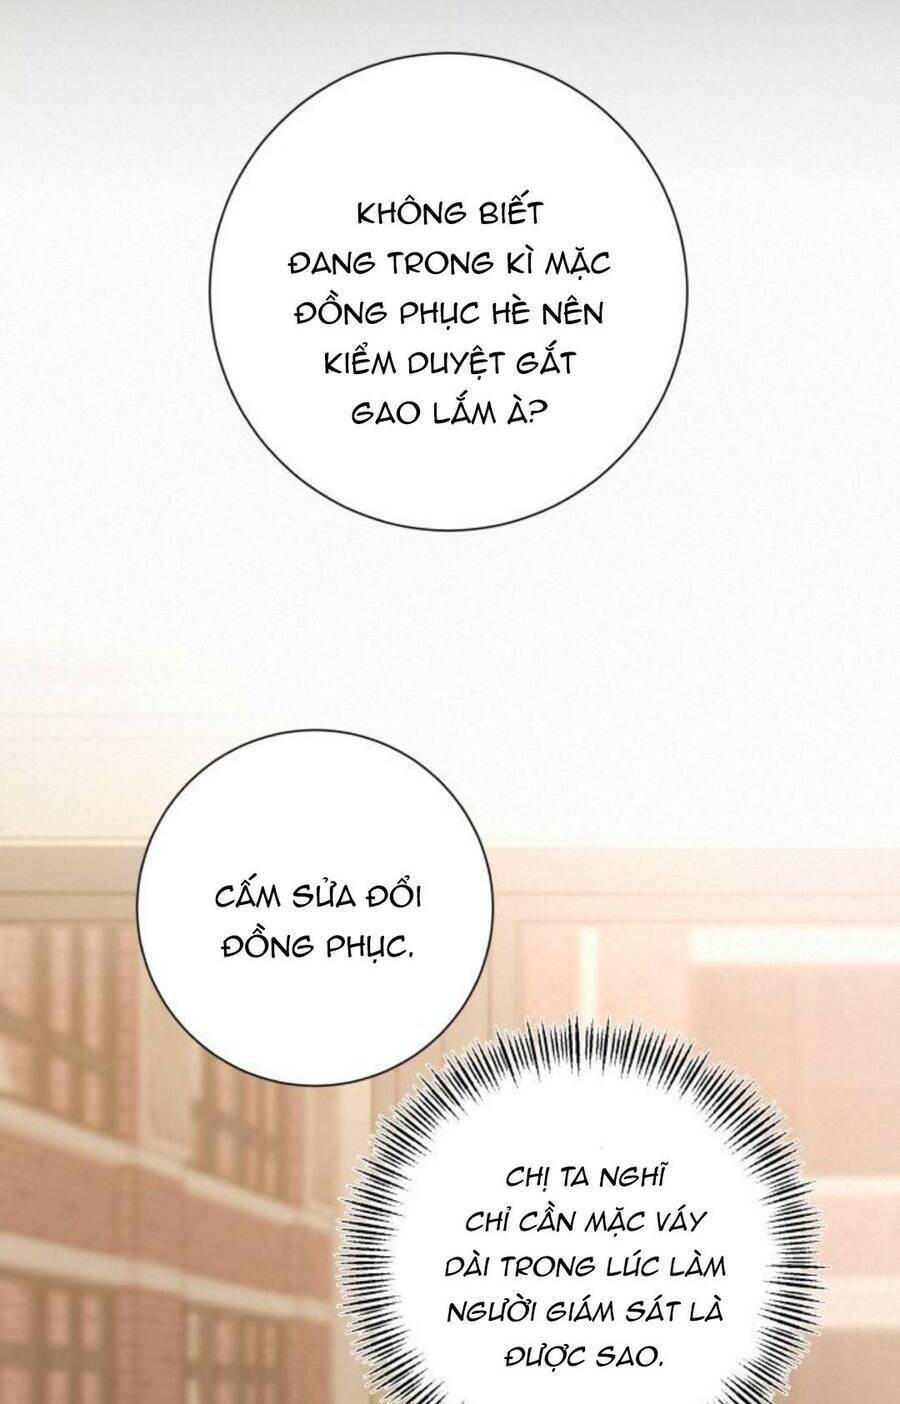 KHÔNG BIẾT
ĐANG TRONG KÌ MẶC
ĐỒNG PHỤC HÈ NÊN
KIỂM DUYỆT GẮT
GAO LẮM À?
CẤM SỬA ĐỔI
ĐỒNG PHỤC.
CHỊ TA NGHĨ
CHỈ CẦN MẶC VÁY
DÀI TRONG LÚC LÀM
NGƯỜI GIÁM SÁT LÀ
ĐƯỢC SAO.